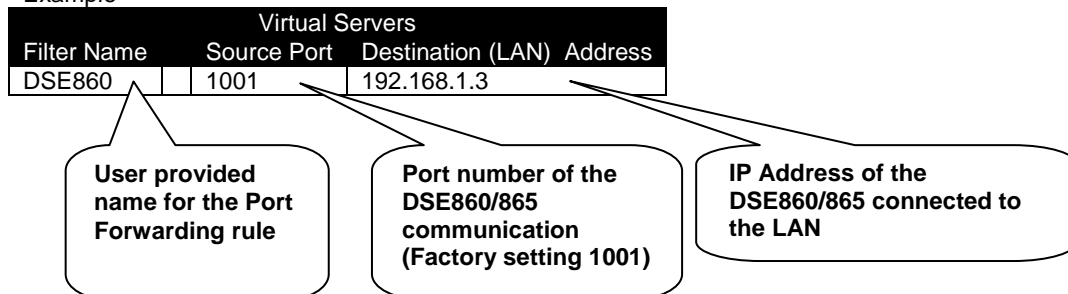 Example
Virtual Servers
Filter Name Source Port Destination (LAN) Address
DSE860 1001 192.168.1.3
User provided
name for the Port
Forwarding rule
Port number of the
DSE860/865
communication
(Factory setting 1001)
IP Address of the
DSE860/865 connected to
the LAN